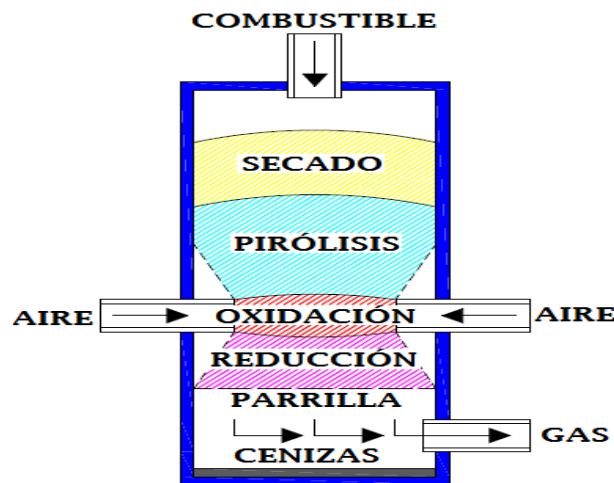 COMBUSTIBLE
SECADO
PIRÓLISIS
AIRE
OXIDACIÓN
AIRE
REDUCCIÓN
PARRILLA
GAS
CENIZAS